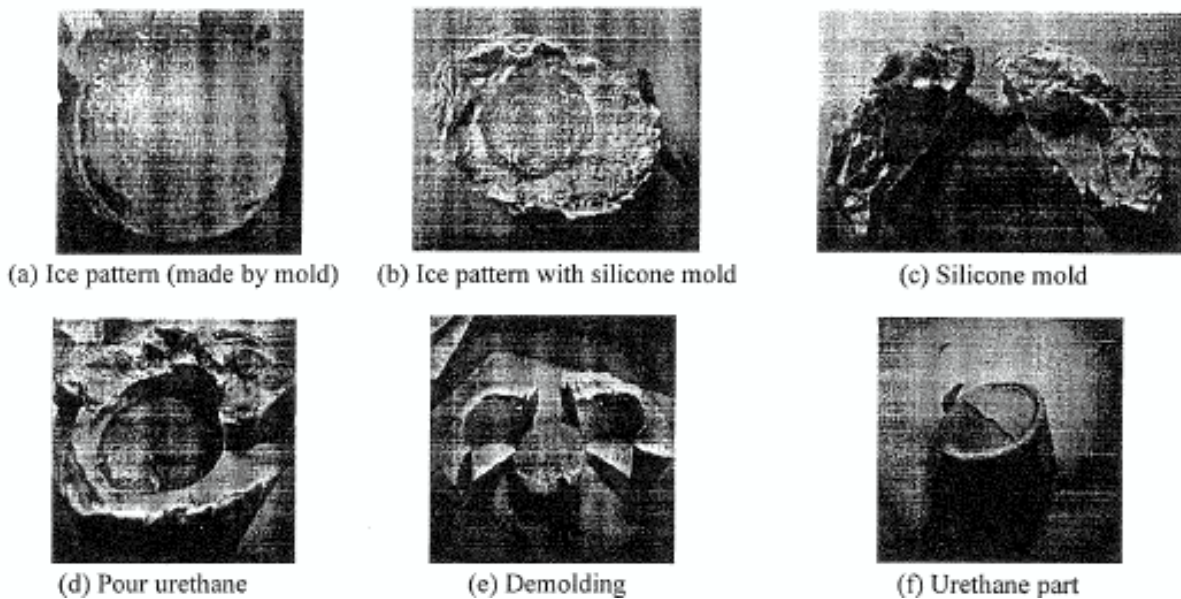 (a) Ice pattern (made by mold)
(b) Ice pattern with silicone mold
(c) Silicone mold
(d) Pour urethane
(e) Demolding
(f) Urethane part